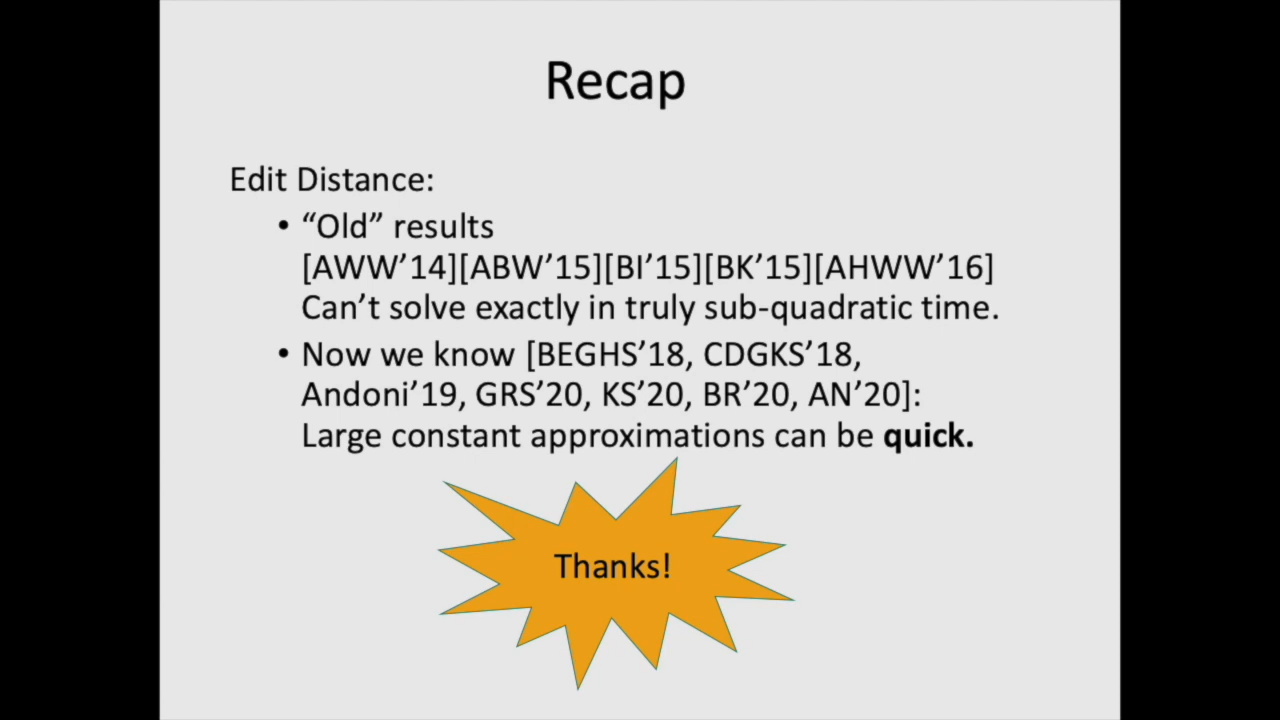 Recap
Edit Distance:
• “Old” results
[AWW’14][ABW’15][BI’15][BK’15][AHWW’16]
Can’t solve exactly in truly sub-quadratic time.
• Now we know [BEGHS’18, CDGKS’18,
Andoni’19, GRS’20, KS’20, BR’20, AN’20]:
Large constant approximations can be quick.
Thanks!